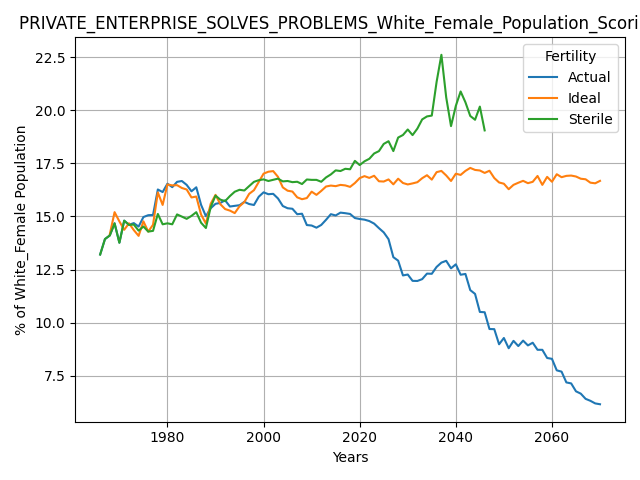 PRIVATE_ENTERPRISE_SOLVES_PROBLEMS_White_Female_Population_Scori
% of White_Female Population
22.5
20.0
17.5
15.0
12.5
10.0
7.5
1980
2000
2020
2040
2060
Years
Fertility
Actual
Ideal
Sterile